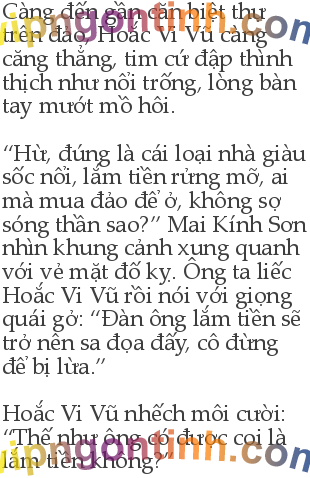 Càng đến gần căn biệt thự
trên đảo, Hoắc Vi Vũ càng
căng thẳng, tim cứ đập thình
thịch như nổi trống, lòng bàn
tay mướt mồ hôi.
“Hừ, đúng là cái loại nhà giàu
sốc nổi, lắm tiền rửng mỡ, ai
mà mua đảo để ở, không sợ
sóng thần sao?” Mai Kính Sơn
nhìn khung cảnh xung quanh
với vẻ mặt đố kỵ. Ông ta liếc
Hoắc Vi Vũ rồi nói với giọng
quái gở: “Đàn ông lắm tiền sẽ
trở nên sa đọa đấy, cô đừng
để bị lừa.”
Hoắc Vi Vũ nhếch môi cười:
“Thế như ông có được coi là
lắm tiền không?”
vipngontinh.com
vipngontinh.com